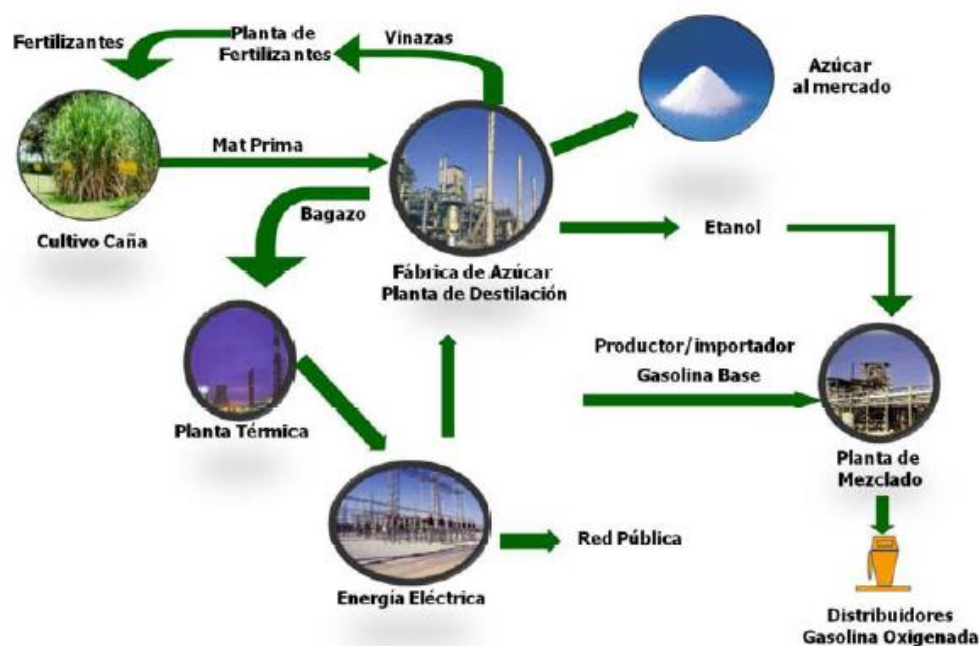 Fertilizantes
Planta de
Fertilizantes
Vinazas
Azúcar
al mercado
Mat Prima
Bagazo
Cultivo Caña
Etanol
Fábrica de Azúcar
Planta de Destilación
Productor/importador
Gasolina Base
Planta Térmica
Planta de
Mezclado
Red Pública
Energía Eléctrica
Distribuidores
Gasolina Oxigenada